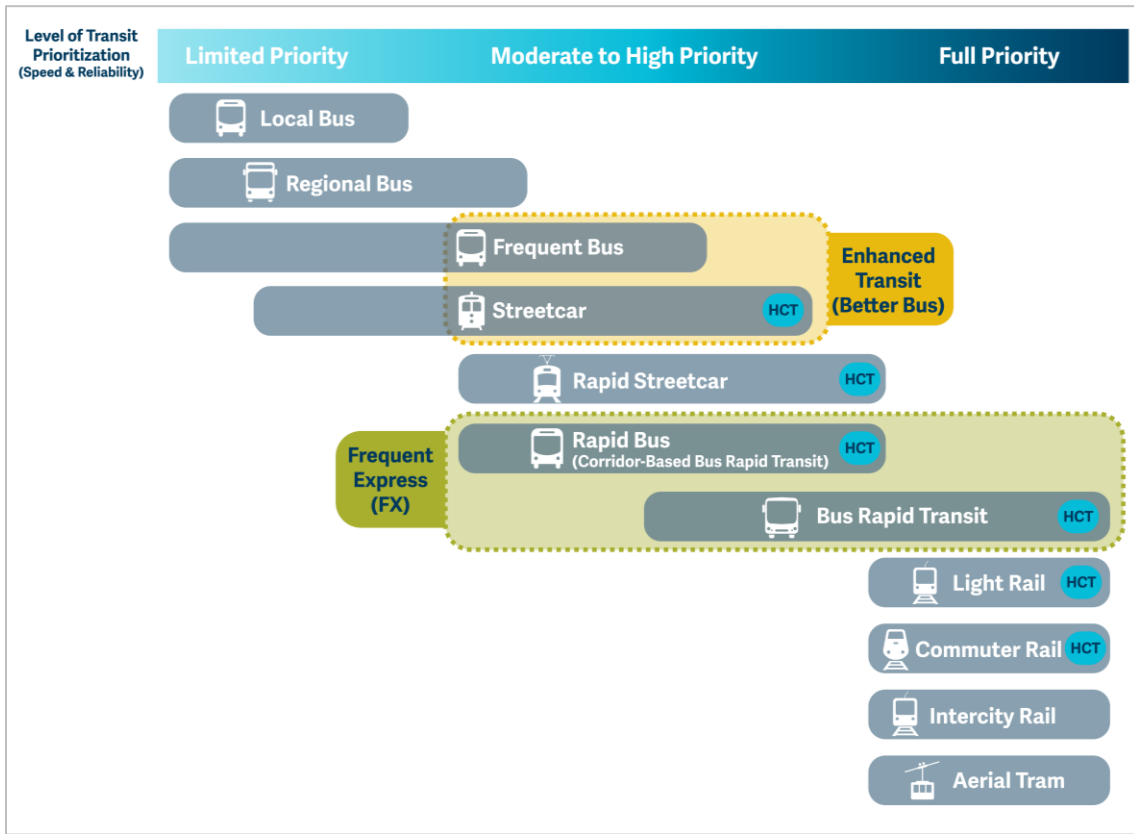 Level of Transit
Prioritization
(Speed & Reliability)
Limited Priority
Moderate to High Priority
Full Priority
Local Bus
Regional Bus
Frequent Bus
Streetcar
HCT
Enhanced
Transit
(Better Bus)
Rapid Streetcar
HCT
Frequent
Express
(FX)
Rapid Bus
(Corridor-Based Bus Rapid Transit)
HCT
Bus Rapid Transit
HCT
Light Rail
HCT
Commuter Rail
HCT
Intercity Rail
Aerial Tram